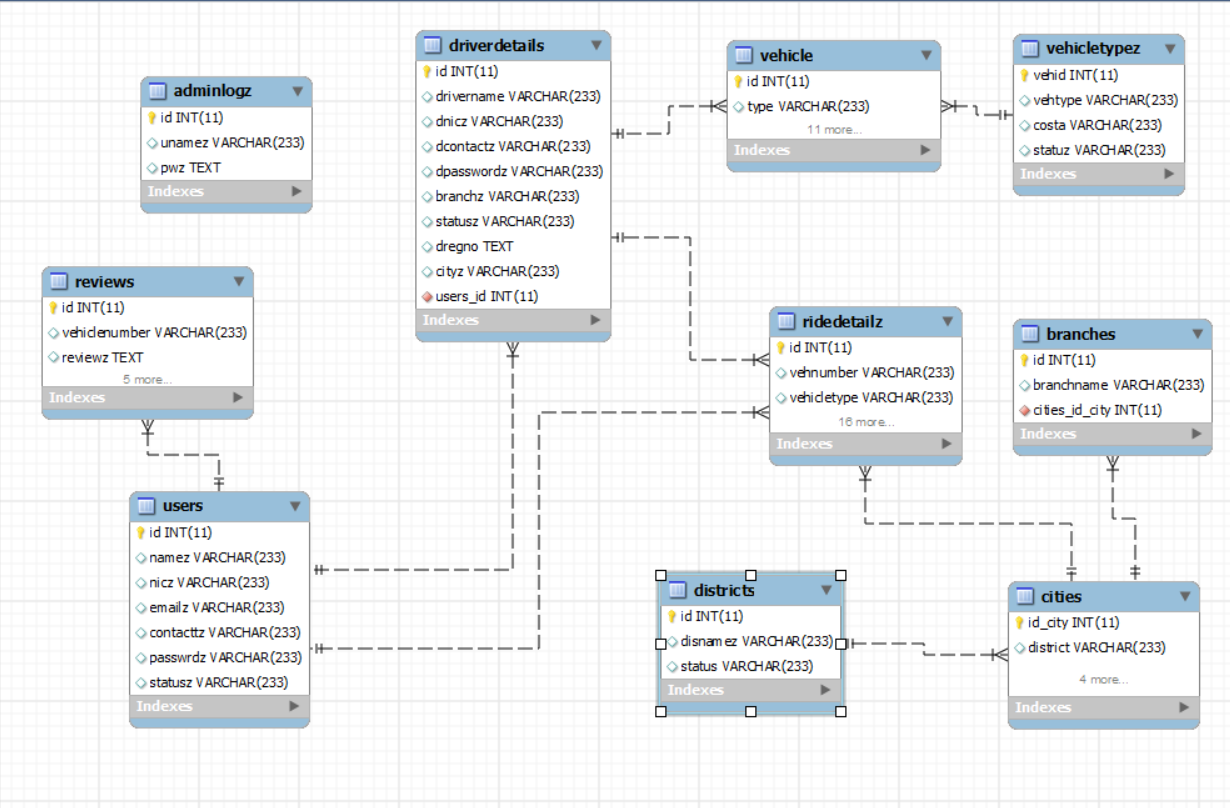 adminlogz
id INT(11)
unamez VARCHAR(233)
pwz TEXT
Indexes
driverdetails
id INT(11)
drivername VARCHAR(233)
dnicz VARCHAR(233)
dcontactz VARCHAR(233)
dpasswordz VARCHAR(233)
branchz VARCHAR(233)
statusz VARCHAR(233)
dregno TEXT
cityz VARCHAR(233)
users_id INT(11)
Indexes
vehicle
id INT(11)
type VARCHAR(233)
11 more...
Indexes
vehicletypez
vehid INT(11)
vehtype VARCHAR(233)
costa VARCHAR(233)
statuz VARCHAR(233)
Indexes
reviews
id INT(11)
vehiclenumber VARCHAR(233)
reviewz TEXT
5 more...
Indexes
ridedetailz
id INT(11)
vehnumber VARCHAR(233)
vehicletype VARCHAR(233)
16 more...
Indexes
branches
id INT(11)
branchname VARCHAR(233)
cities_id_city INT(11)
Indexes
users
id INT(11)
namez VARCHAR(233)
nicz VARCHAR(233)
emailz VARCHAR(233)
contacttz VARCHAR(233)
passwrdz VARCHAR(233)
statusz VARCHAR(233)
Indexes
districts
id INT(11)
disnamez VARCHAR(233)
status VARCHAR(233)
Indexes
cities
id_city INT(11)
district VARCHAR(233)
4 more...
Indexes